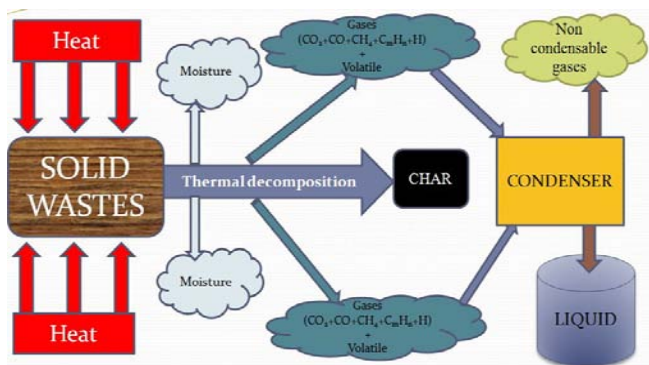 Heat
Moisture
Gases
(CO₂+CO+CH₄+CₘHₙ+H)
+
Volatile
Non
condensable
gases
SOLID
WASTES
Thermal decomposition
CHAR
CONDENSER
Moisture
Gases
(CO₂+CO+CH₄+CₘHₙ+H)
+
Volatile
LIQUID
Heat